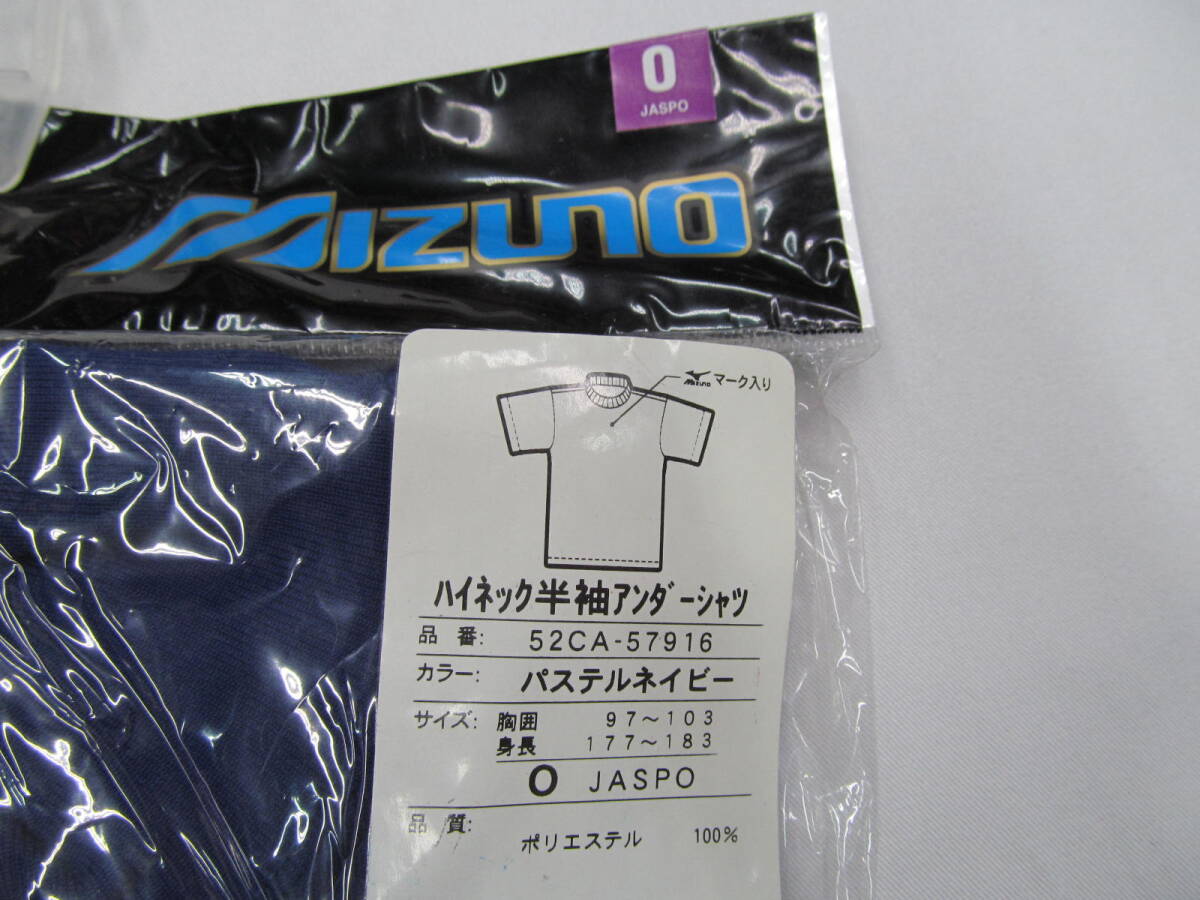 0
JASPO
MIZUNO
MIZUNO マーク入り
ハイネック半袖アンダーシャツ
品番: 52CA-57916
カラー: パステルネイビー
サイズ: 胸囲 97～103
身長 177～183
O JASPO
品質: ポリエステル 100%